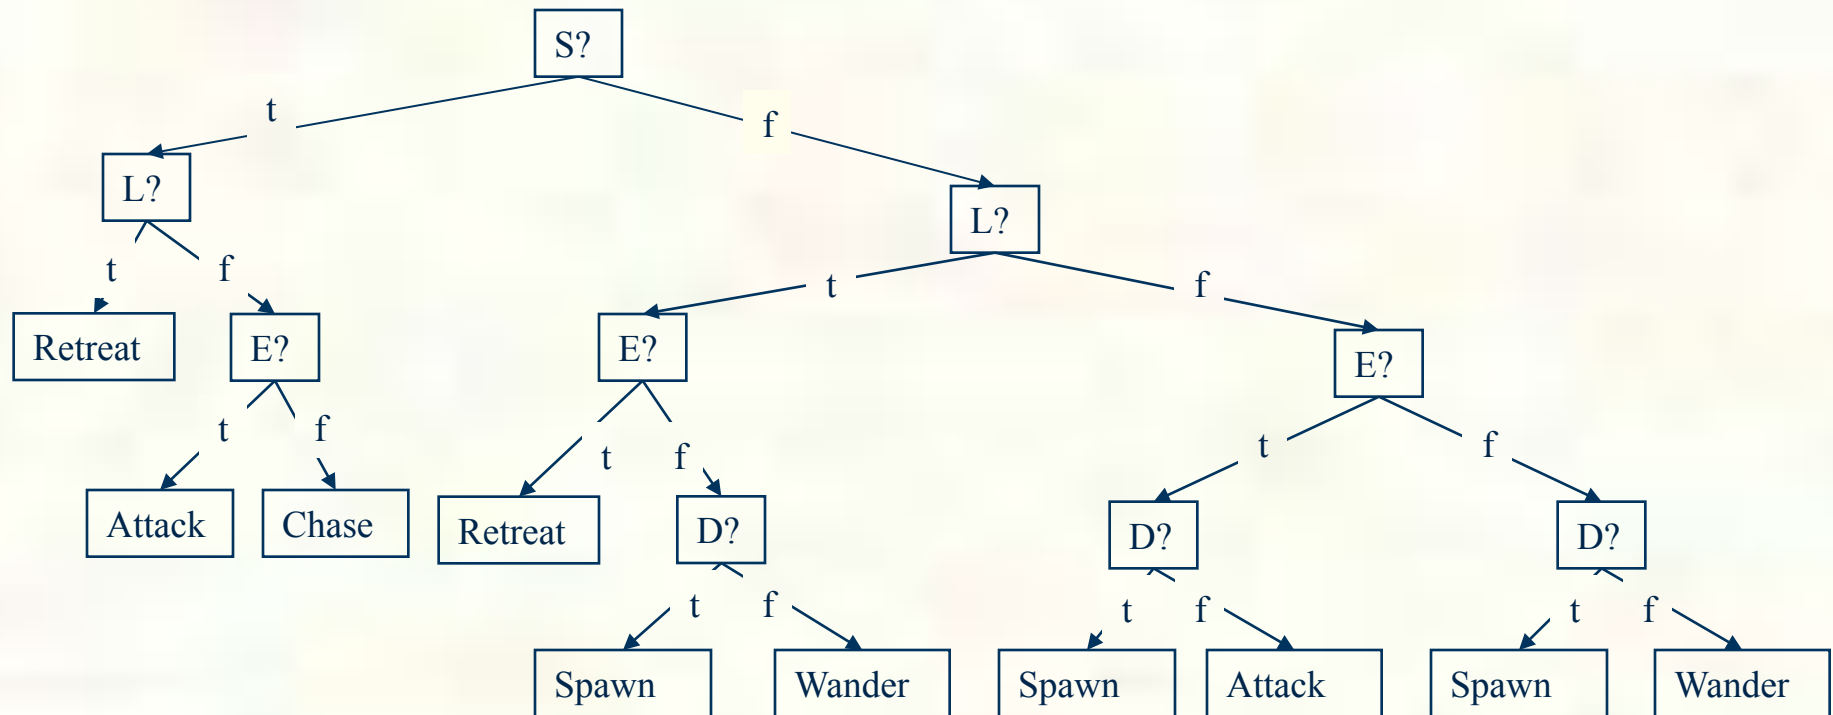 S?
t
f
L?
L?
t
f
t
f
Retreat
E?
E?
E?
t
f
t
f
t
f
Attack
Chase
Retreat
D?
D?
D?
t
f
t
f
t
f
Spawn
Wander
Spawn
Attack
Spawn
Wander